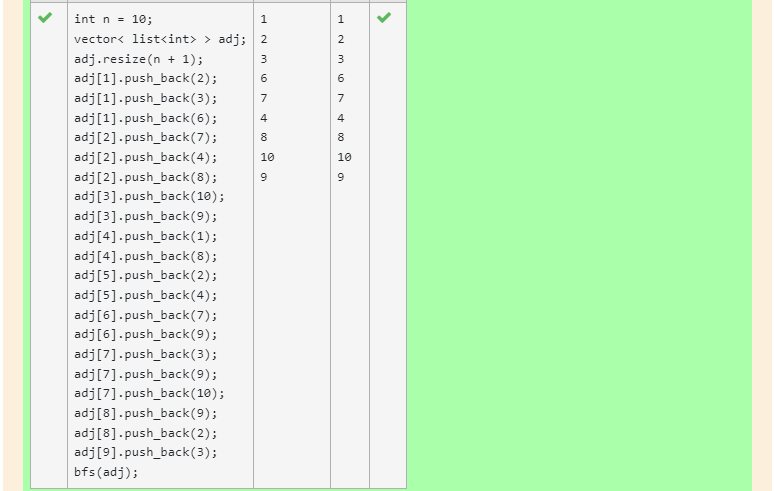 int n = 10; 1 1
vector< list<int> > adj; 2 2
adj.resize(n + 1); 3 3
adj[1].push_back(2); 6 6
adj[1].push_back(3); 7 7
adj[1].push_back(6); 4 4
adj[2].push_back(7); 8 8
adj[2].push_back(4); 10 10
adj[2].push_back(8); 9 9
adj[3].push_back(10);
adj[3].push_back(9);
adj[4].push_back(1);
adj[4].push_back(8);
adj[5].push_back(2);
adj[5].push_back(4);
adj[6].push_back(7);
adj[6].push_back(9);
adj[7].push_back(3);
adj[7].push_back(9);
adj[7].push_back(10);
adj[8].push_back(9);
adj[8].push_back(2);
adj[9].push_back(3);
bfs(adj);